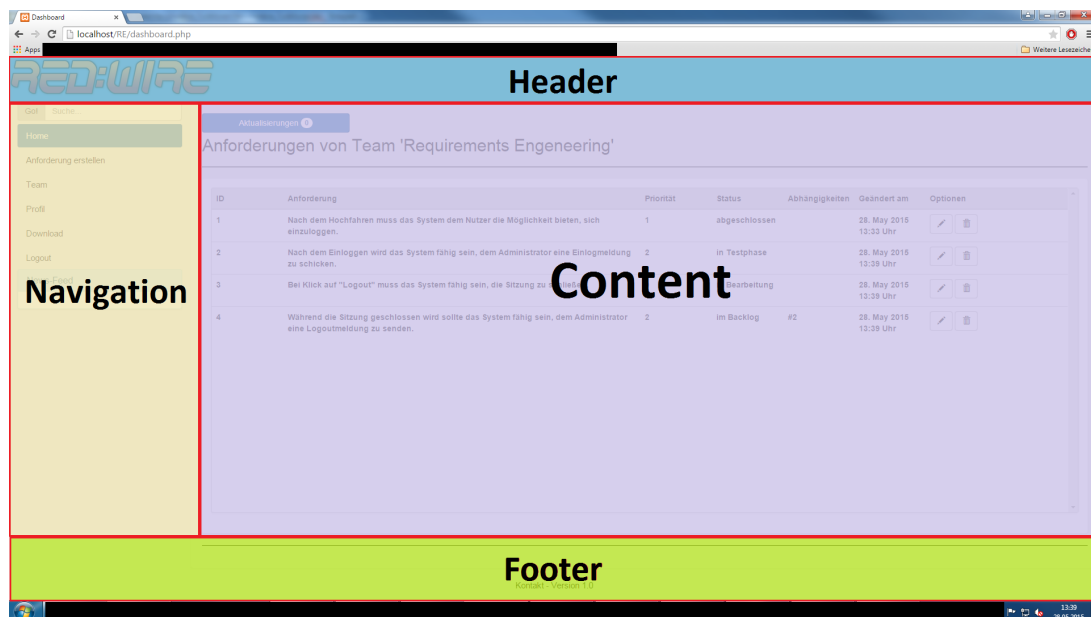 Dashboard
localhost/RE/dashboard.php
Apps
Weitere Lesezeiche
RED:WIRE
Header
Go!
Suche..
Home
Anforderung erstellen
Team
Profil
Download
Logout
Navigation
Aktualisierungen 0
Anforderungen von Team 'Requirements Engeneering'
ID Anforderung Priorität Status Abhängigkeiten Geändert am Optionen
1 Nach dem Hochfahren muss das System dem Nutzer die Möglichkeit bieten, sich 1 abgeschlossen 28. May 2015
einzuloggen. 13:33 Uhr
2 Nach dem Einloggen wird das System fähig sein, dem Administrator eine Einlogmeldung 2 in Testphase 28. May 2015
zu schicken. 13:39 Uhr
3 Bei Klick auf "Logout" muss das System fähig sein, die Sitzung zu Bearbeitung 28. May 2015
13:39 Uhr
4 Während die Sitzung geschlossen wird sollte das System fähig sein, dem Administrator 2 im Backlog #2 28. May 2015
eine Logoutmeldung zu senden. 13:39 Uhr
Content
Footer
Kontakt - Version 1.0
13:39
28.05.2015